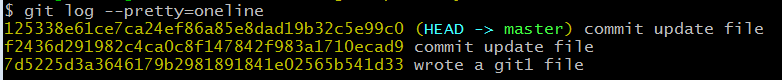 $ git log --pretty=oneline
125338e61ce7ca24ef86a85e8dad19b32c5e99c0 (HEAD -> master) commit update file
f2436d291982c4ca0c8f147842f983a1710ecad9 commit update file
7d5225d3a3646179b2981891841e02565b541d33 wrote a git1 file